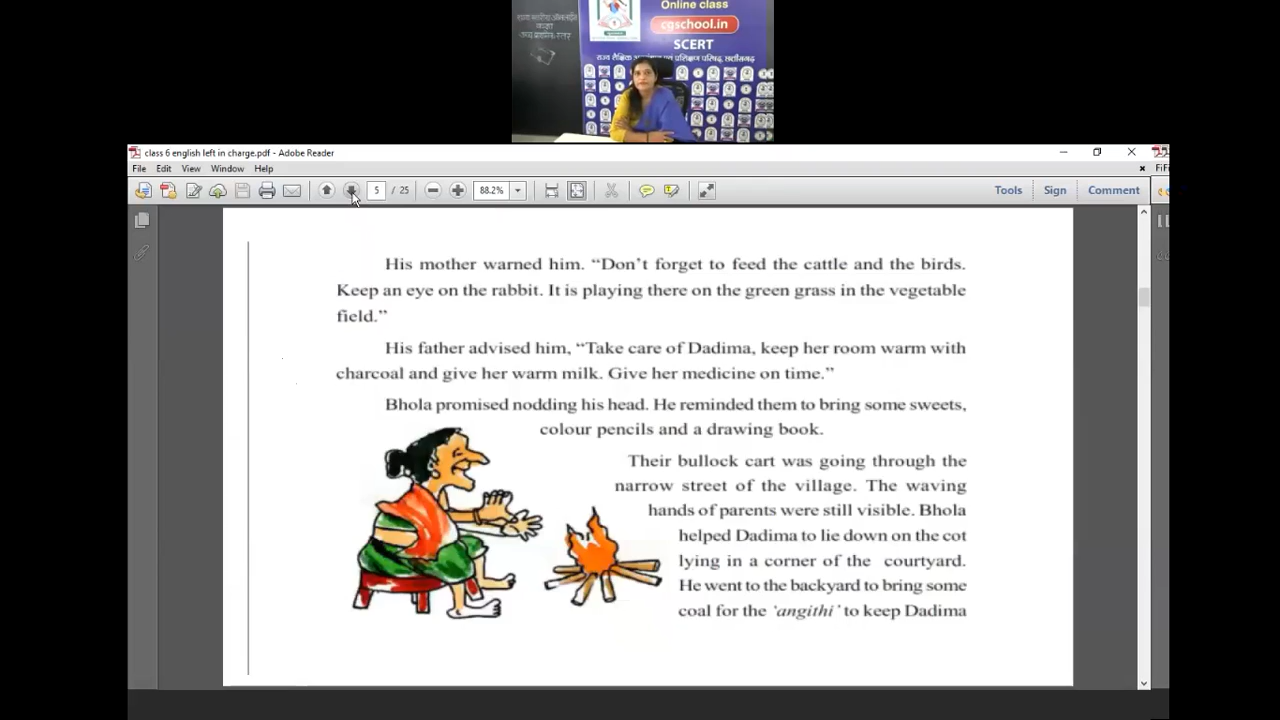 Online class
cgschool.in
SCERT
class 6 english left in charge.pdf - Adobe Reader
File Edit View Window Help
5 / 25 88.2% Tools Sign Comment
His mother warned him. “Don’t forget to feed the cattle and the birds.
Keep an eye on the rabbit. It is playing there on the green grass in the vegetable
field.”
His father advised him, “Take care of Dadima, keep her room warm with
charcoal and give her warm milk. Give her medicine on time.”
Bhola promised nodding his head. He reminded them to bring some sweets,
colour pencils and a drawing book.
Their bullock cart was going through the
narrow street of the village. The waving
hands of parents were still visible. Bhola
helped Dadima to lie down on the cot
lying in a corner of the courtyard.
He went to the backyard to bring some
coal for the ‘angithi’ to keep Dadima